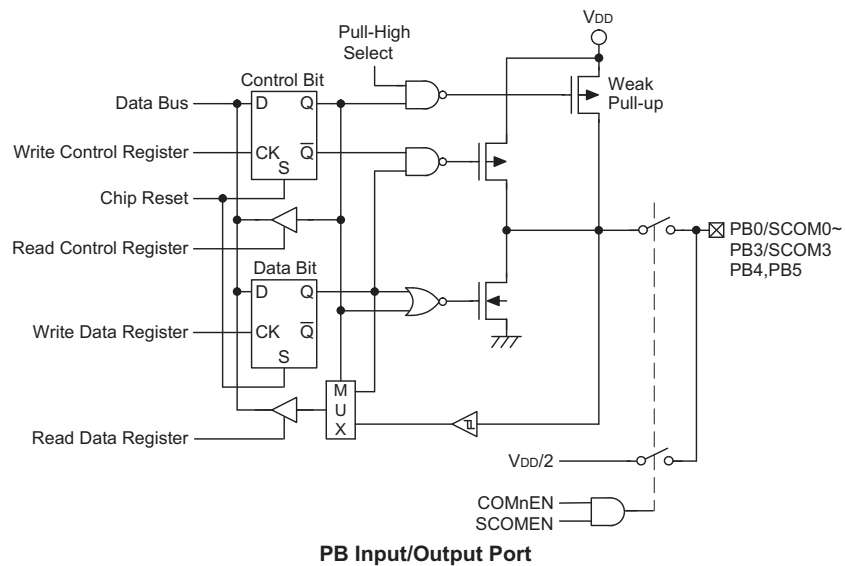 VDD
Pull-High
Select
Control Bit
Weak
Pull-up
Data Bus
D
Q
Write Control Register
CK
Q
S
Chip Reset
PB0/SCOM0~
PB3/SCOM3
PB4,PB5
Read Control Register
Data Bit
D
Q
Write Data Register
CK
Q
S
M
U
X
Read Data Register
VDD/2
COMnEN
SCOMEN
PB Input/Output Port